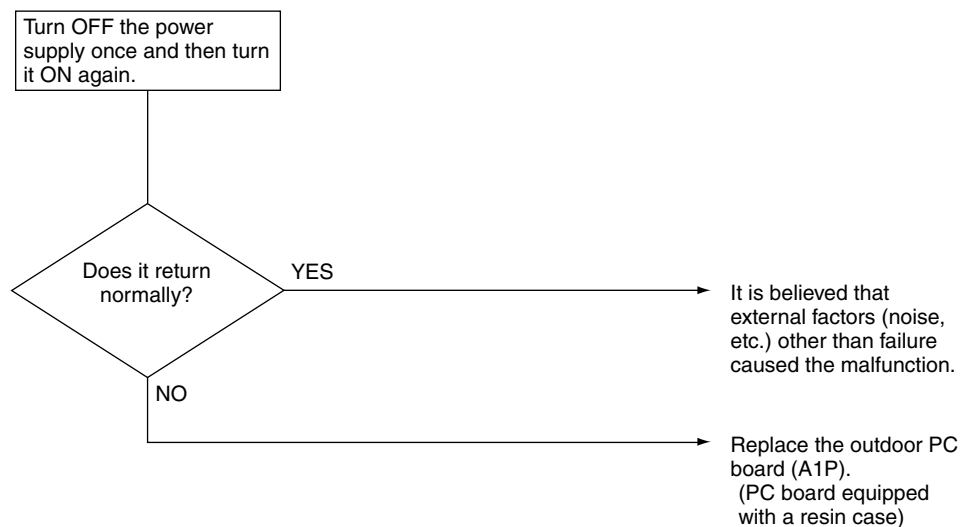 Turn OFF the power
supply once and then turn
it ON again.
Does it return
normally?
YES
It is believed that
external factors (noise,
etc.) other than failure
caused the malfunction.
NO
Replace the outdoor PC
board (A1P).
(PC board equipped
with a resin case)